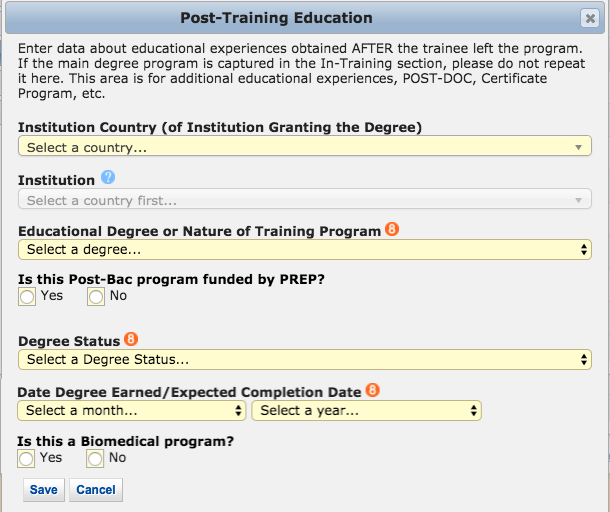 Post-Training Education
Enter data about educational experiences obtained AFTER the trainee left the program.
If the main degree program is captured in the In-Training section, please do not repeat
it here. This area is for additional educational experiences, POST-DOC, Certificate
Program, etc.
Institution Country (of Institution Granting the Degree)
Select a country...
Institution ?
Select a country first...
Educational Degree or Nature of Training Program 8
Select a degree...
Is this Post-Bac program funded by PREP?
Yes No
Degree Status 8
Select a Degree Status...
Date Degree Earned/Expected Completion Date 8
Select a month... Select a year...
Is this a Biomedical program?
Yes No
Save Cancel